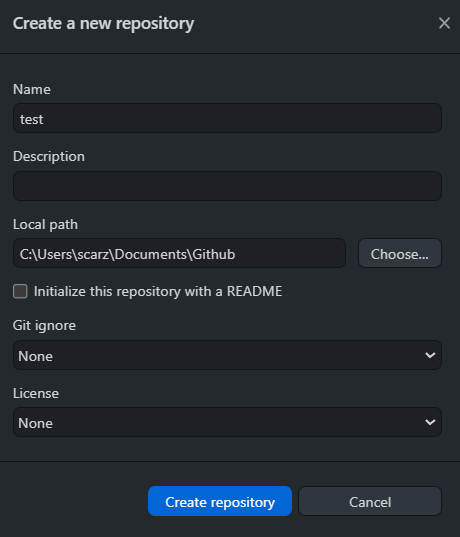 Create a new repository
Name
test
Description
Local path
C:\Users\scarz\Documents\Github
Choose...
Initialize this repository with a README
Git ignore
None
License
None
Create repository
Cancel